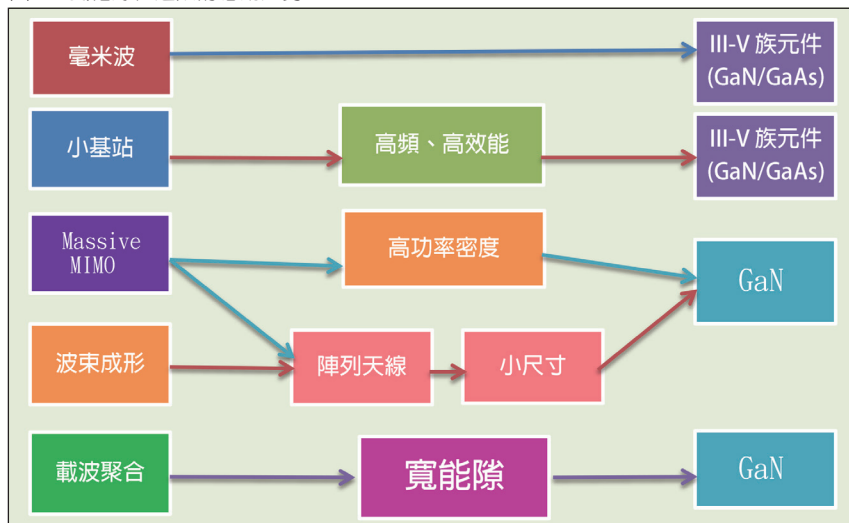 毫米波
III-V 族元件
(GaN/GaAs)
小基站
高頻、高效能
III-V 族元件
(GaN/GaAs)
Massive
MIMO
高功率密度
GaN
波束成形
陣列天線
小尺寸
載波聚合
寬能隙
GaN